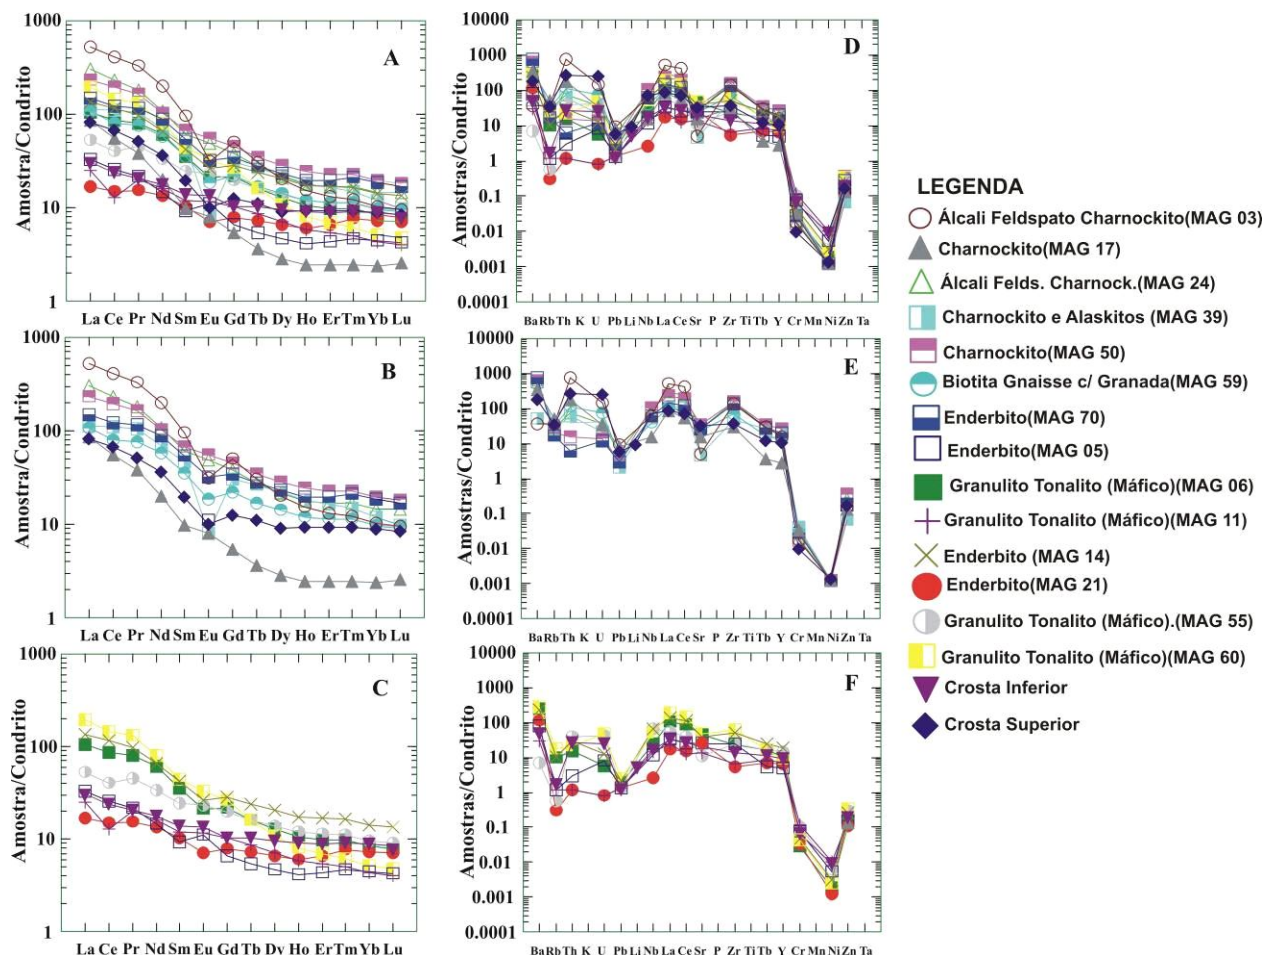 A
1000
100
10
1
Amostra/Condrito
La Ce Pr Nd Sm Eu Gd Tb Dy Ho Er Tm Yb Lu
B
1000
100
10
1
Amostra/Condrito
La Ce Pr Nd Sm Eu Gd Tb Dy Ho Er Tm Yb Lu
C
1000
100
10
1
Amostra/Condrito
La Ce Pr Nd Sm Eu Gd Tb Dy Ho Er Tm Yb Lu
D
10000
1000
100
10
1
0.1
0.01
0.001
0.0001
Amostras/Condrito
Ba Rb Th K U Pb Li Nb La Ce Sr P Zr Ti Tb Y Cr Mn Ni Zn Ta
E
10000
1000
100
10
1
0.1
0.01
0.001
0.0001
Amostras/Condrito
Ba Rb Th K U Pb Li Nb La Ce Sr P Zr Ti Tb Y Cr Mn Ni Zn Ta
F
10000
1000
100
10
1
0.1
0.01
0.001
0.0001
Amostras/Condrito
Ba Rb Th K U Pb Li Nb La Ce Sr P Zr Ti Tb Y Cr Mn Ni Zn Ta
LEGENDA
Álcali Feldspato Charnockito(MAG 03)
Charnockito(MAG 17)
Álcali Felds. Charnock.(MAG 24)
Charnockito e Alaskitos (MAG 39)
Charnockito(MAG 50)
Biotita Gnaisse c/ Granada(MAG 59)
Enderbito(MAG 70)
Enderbito(MAG 05)
Granulito Tonalito (Máfico)(MAG 06)
Granulito Tonalito (Máfico)(MAG 11)
Enderbito (MAG 14)
Enderbito(MAG 21)
Granulito Tonalito (Máfico).(MAG 55)
Granulito Tonalito (Máfico)(MAG 60)
Crosta Inferior
Crosta Superior